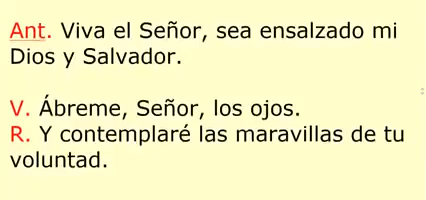 Ant. Viva el Señor, sea ensalzado mi
Dios y Salvador.
V. Ábreme, Señor, los ojos.
R. Y contemplaré las maravillas de tu
voluntad.